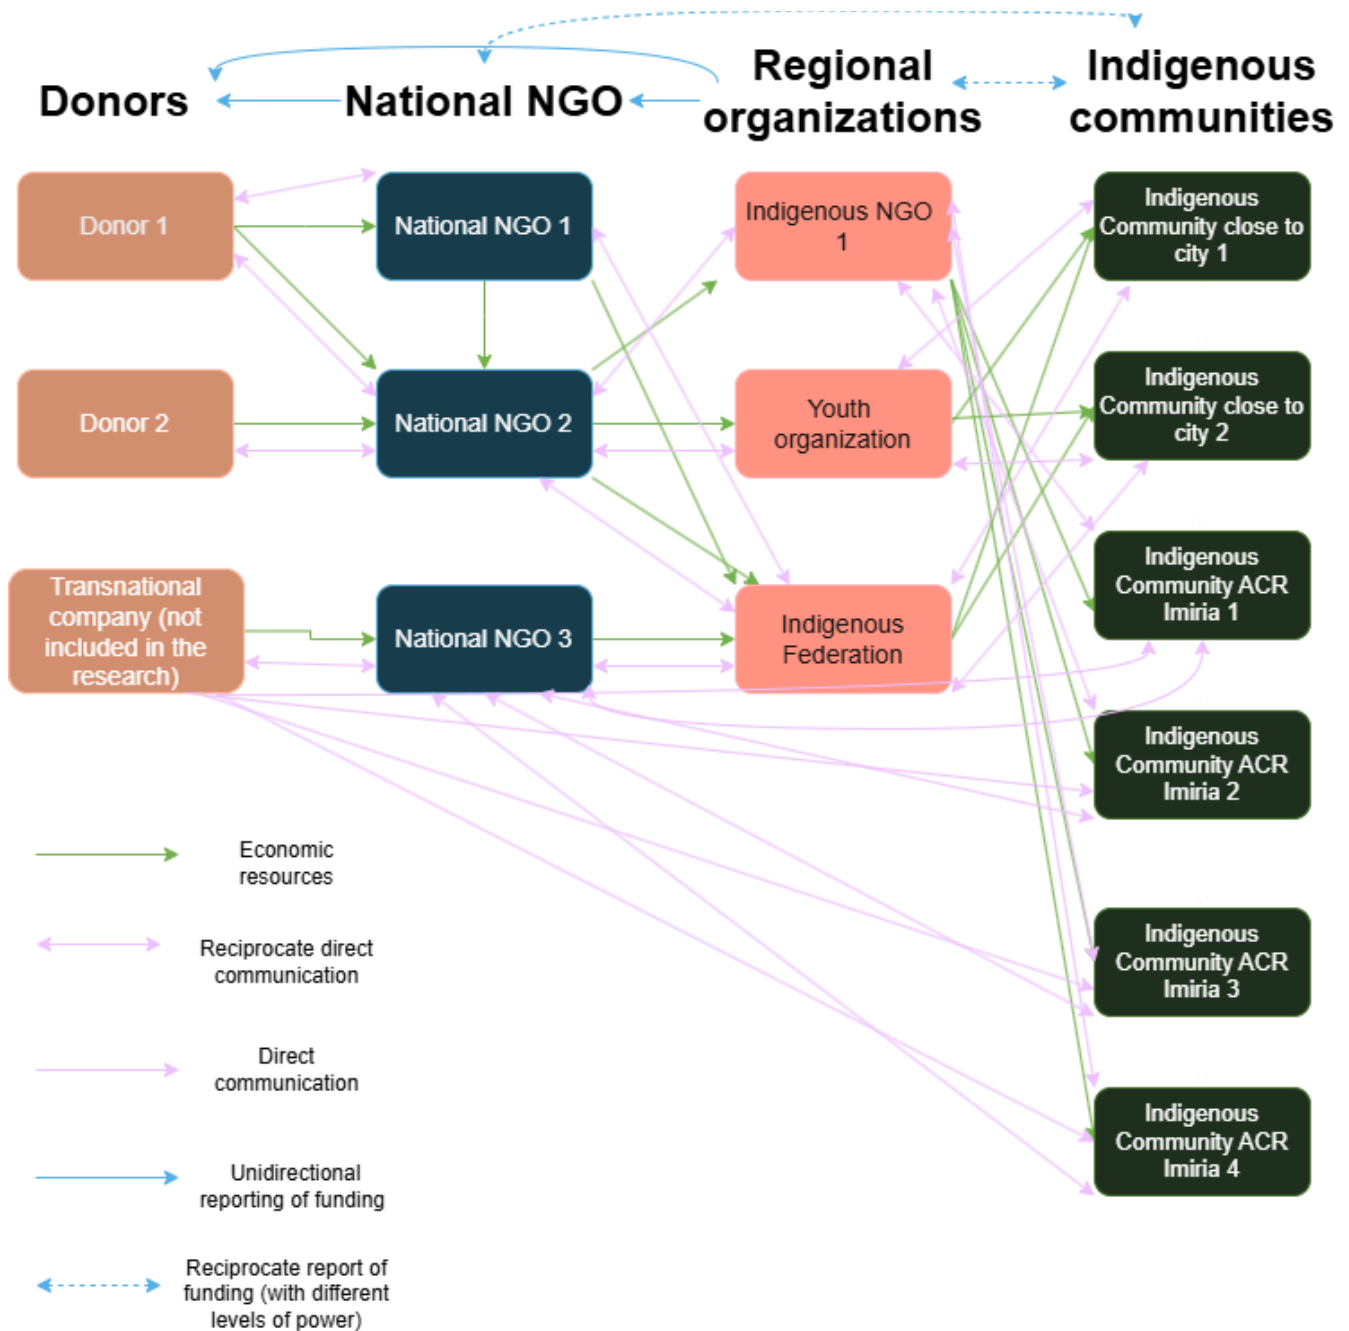 Donors
National NGO
Regional
organizations
Indigenous
communities
Donor 1
National NGO 1
Indigenous NGO
1
Indigenous
Community close to
city 1
Donor 2
National NGO 2
Youth
organization
Indigenous
Community close to
city 2
Transnational
company (not
included in the
research)
National NGO 3
Indigenous
Federation
Indigenous
Community ACR
Imiria 1
Indigenous
Community ACR
Imiria 2
Indigenous
Community ACR
Imiria 3
Indigenous
Community ACR
Imiria 4
Economic
resources
Reciprocate direct
communication
Direct
communication
Unidirectional
reporting of funding
Reciprocate report of
funding (with different
levels of power)